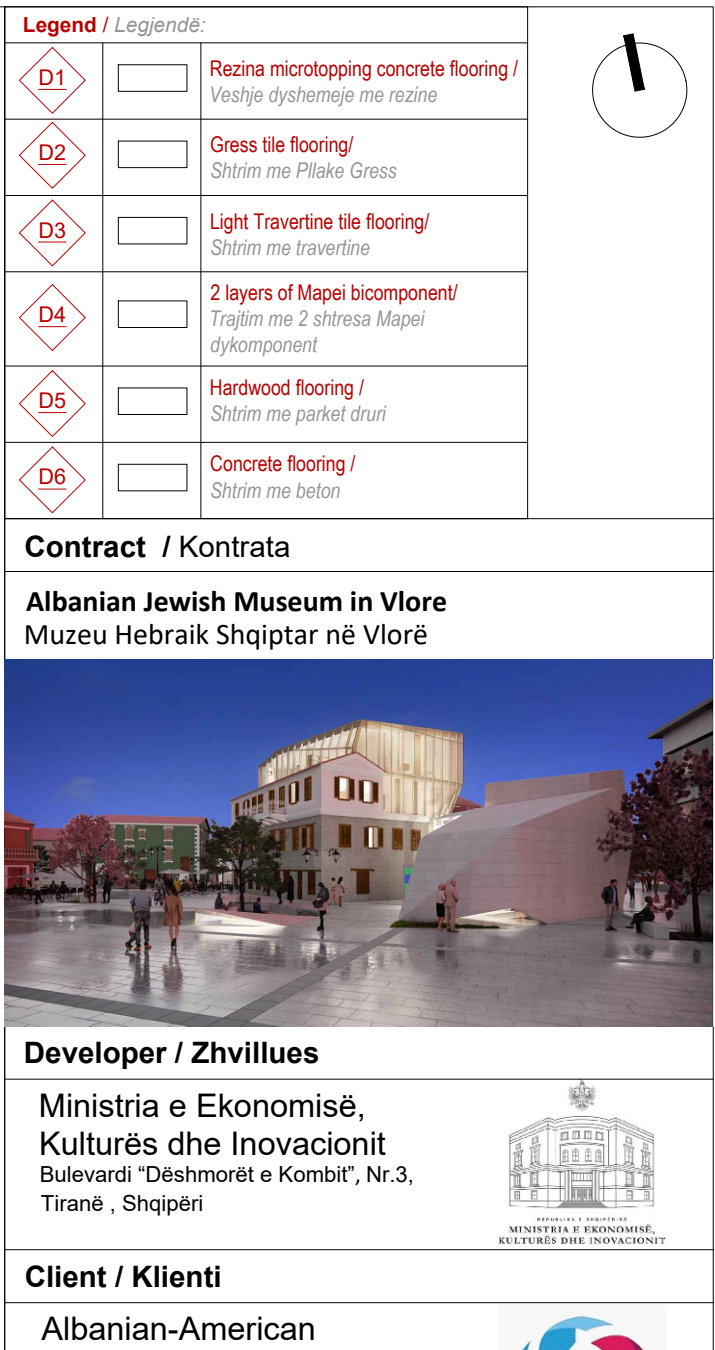 Legend / Legjendë:
D1
Rezina microtopping concrete flooring /
Veshje dyshemeje me rezine
D2
Gress tile flooring/
Shtrim me Pllake Gress
D3
Light Travertine tile flooring/
Shtrim me travertine
D4
2 layers of Mapei bicomponent/
Trajtim me 2 shtresa Mapei
dykomponent
D5
Hardwood flooring /
Shtrim me parket druri
D6
Concrete flooring /
Shtrim me beton
Contract / Kontrata
Albanian Jewish Museum in Vlore
Muzeu Hebraik Shqiptar në Vlorë
Developer / Zhvillues
Ministria e Ekonomisë,
Kulturës dhe Inovacionit
Bulevardi “Dëshmorët e Kombit”, Nr.3,
Tiranë , Shqipëri
REPUBLIKA E SHQIPËRISË
MINISTRIA E EKONOMISË,
KULTURËS DHE INOVACIONIT
Client / Klienti
Albanian-American